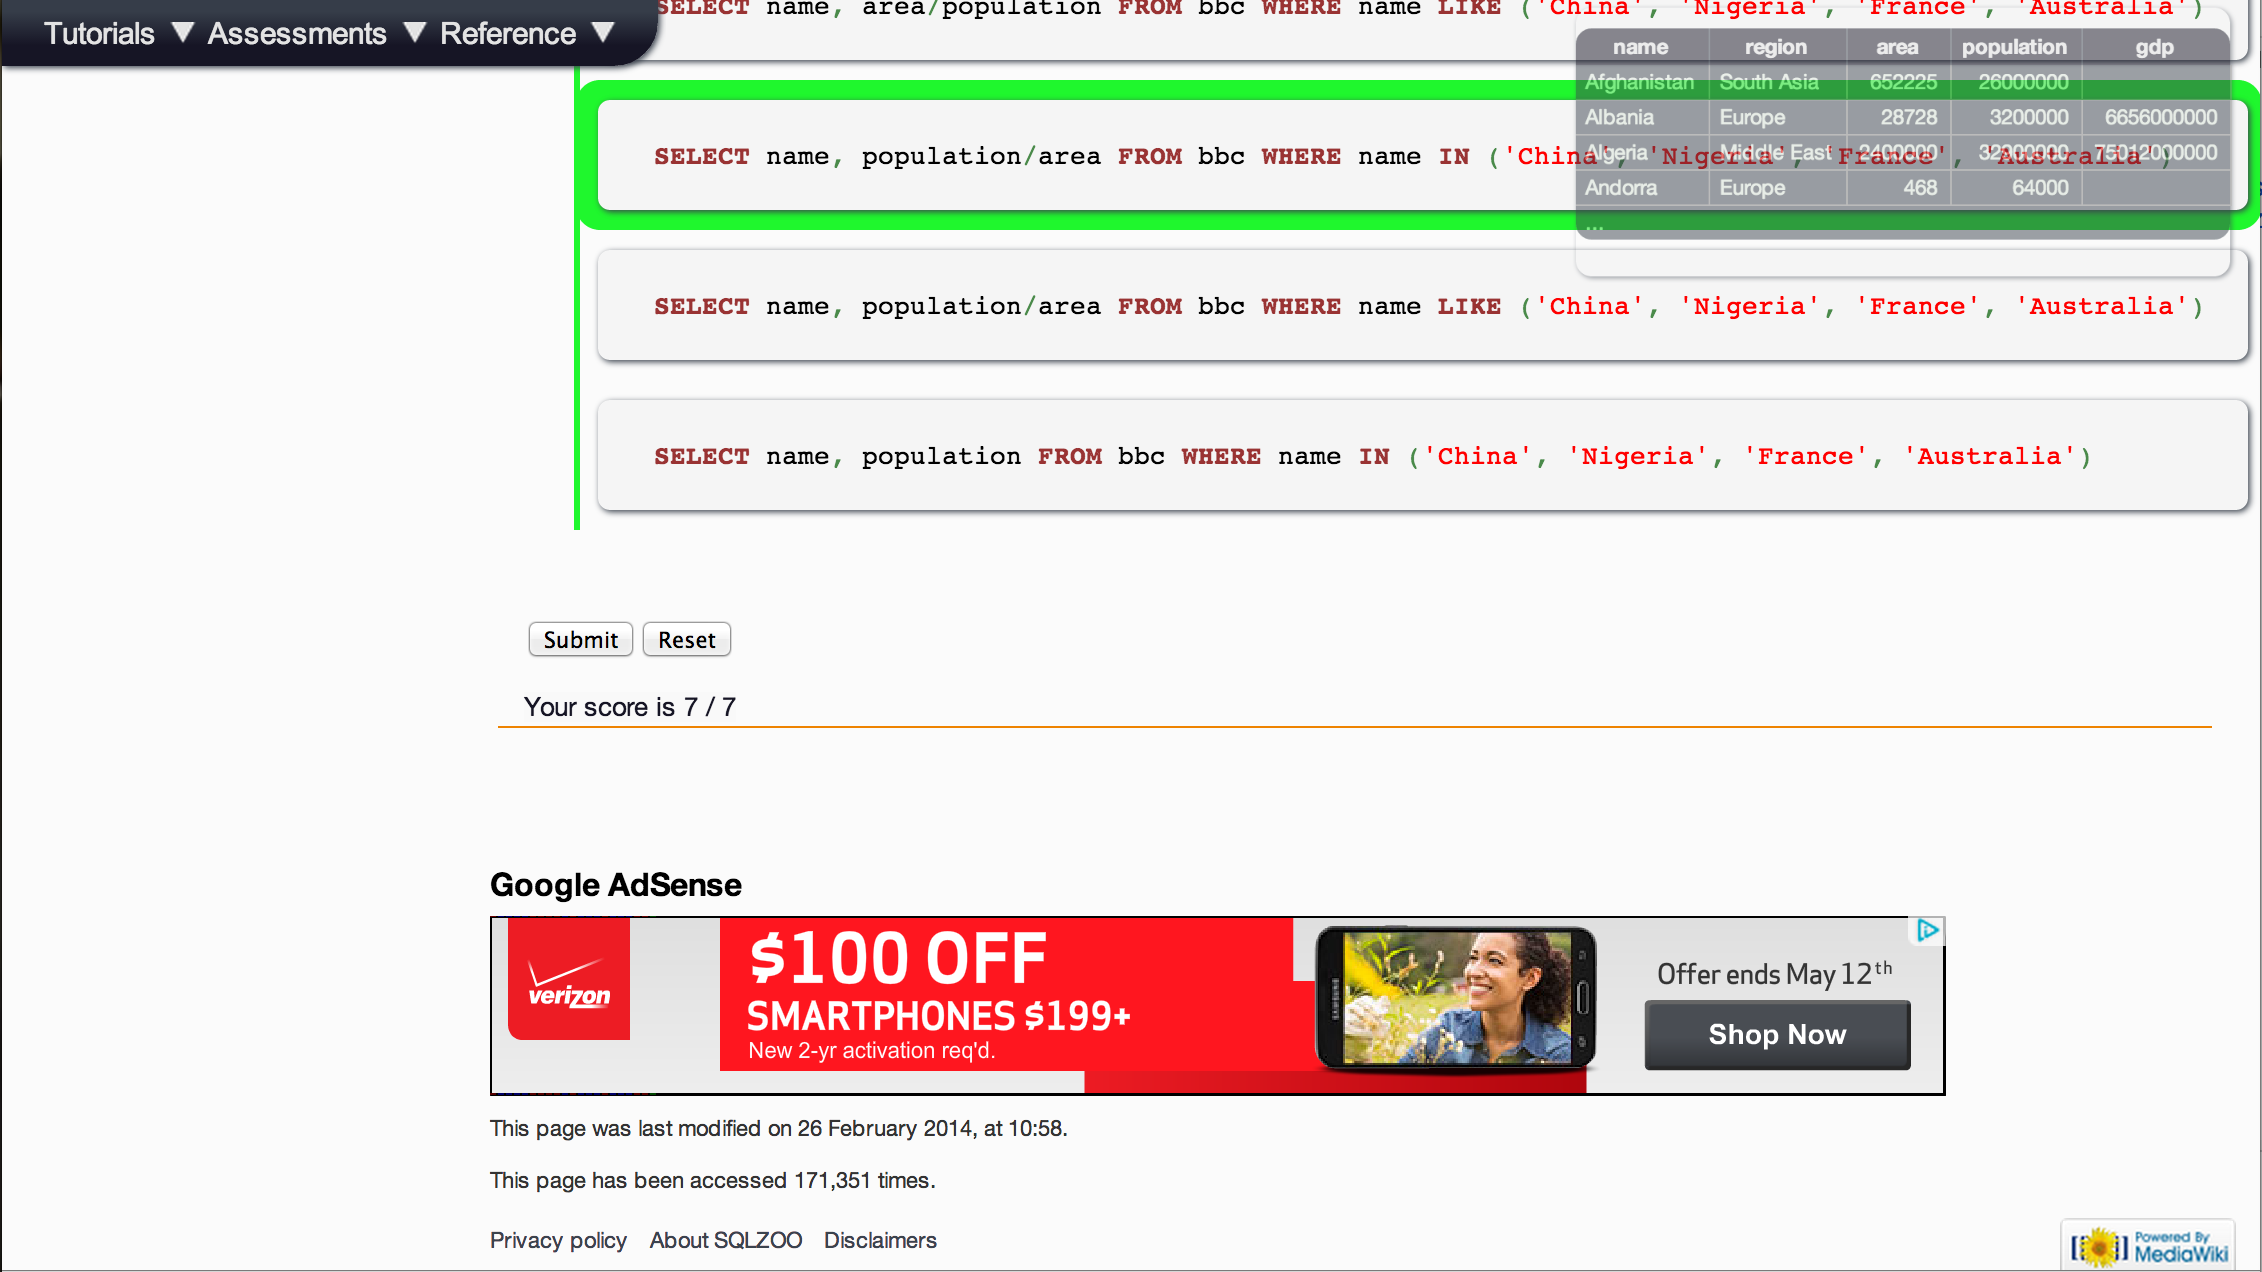 SELECT name, area/population FROM bbc WHERE name LIKE ('China', 'Nigeria', 'France', 'Australia')
Tutorials ▼ Assessments ▼ Reference ▼
name region area population gdp
Afghanistan South Asia 652225 26000000
Albania Europe 28728 3200000 6656000000
SELECT name, population/area FROM bbc WHERE name IN ('China', 'Nigeria', 'France', 'Australia')
Algeria Middle East 2400000 32900000 75012000000
Andorra Europe 468 64000
...
SELECT name, population/area FROM bbc WHERE name LIKE ('China', 'Nigeria', 'France', 'Australia')
SELECT name, population FROM bbc WHERE name IN ('China', 'Nigeria', 'France', 'Australia')
Submit Reset
Your score is 7 / 7
Google AdSense
verizon
$100 OFF
SMARTPHONES $199+
New 2-yr activation req'd.
SAMSUNG
Offer ends May 12th
Shop Now
This page was last modified on 26 February 2014, at 10:58.
This page has been accessed 171,351 times.
Privacy policy About SQLZOO Disclaimers
Powered By
MediaWiki